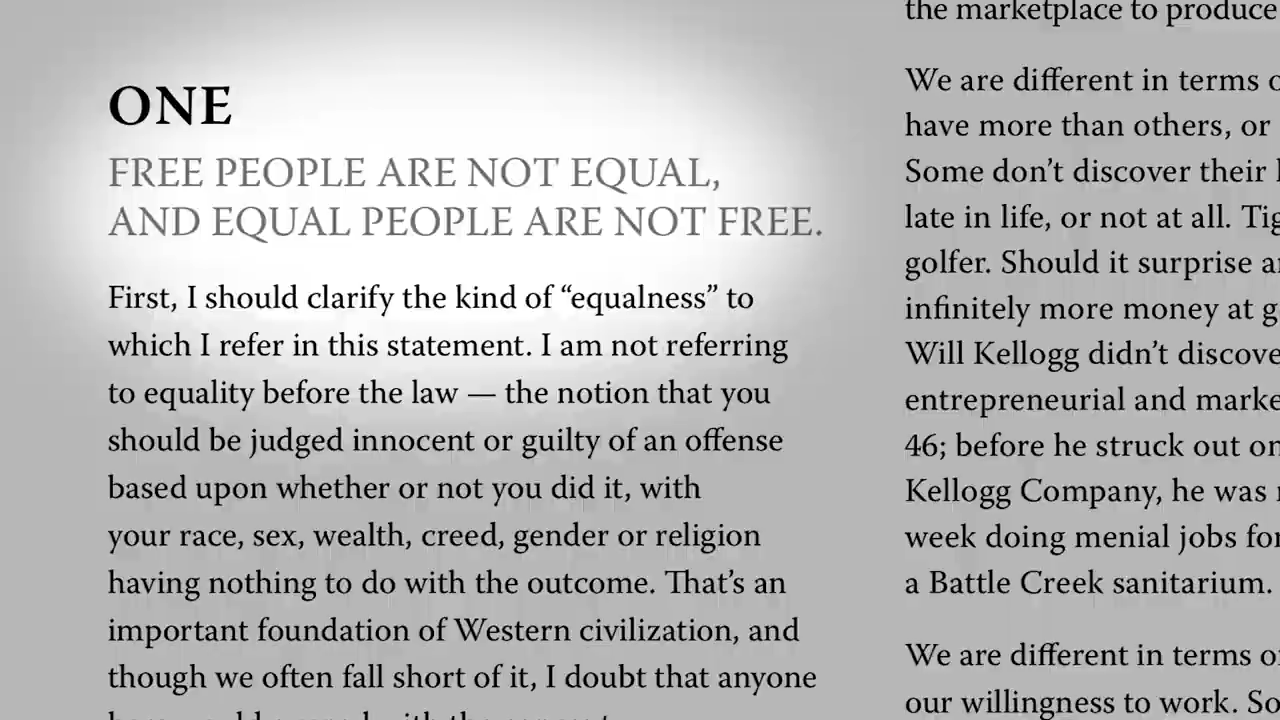 ONE
FREE PEOPLE ARE NOT EQUAL,
AND EQUAL PEOPLE ARE NOT FREE.
First, I should clarify the kind of “equalness” to
which I refer in this statement. I am not referring
to equality before the law — the notion that you
should be judged innocent or guilty of an offense
based upon whether or not you did it, with
your race, sex, wealth, creed, gender or religion
having nothing to do with the outcome. That’s an
important foundation of Western civilization, and
though we often fall short of it, I doubt that anyone
the marketplace to produce
We are different in terms
have more than others, or
Some don’t discover their
late in life, or not at all.
golfer. Should it surprise
infinitely more money at
Will Kellogg didn’t
entrepreneurial and
46; before he struck out
Kellogg Company, he was
week doing menial jobs
a Battle Creek sanitarium.
We are different in terms
our willingness to work.